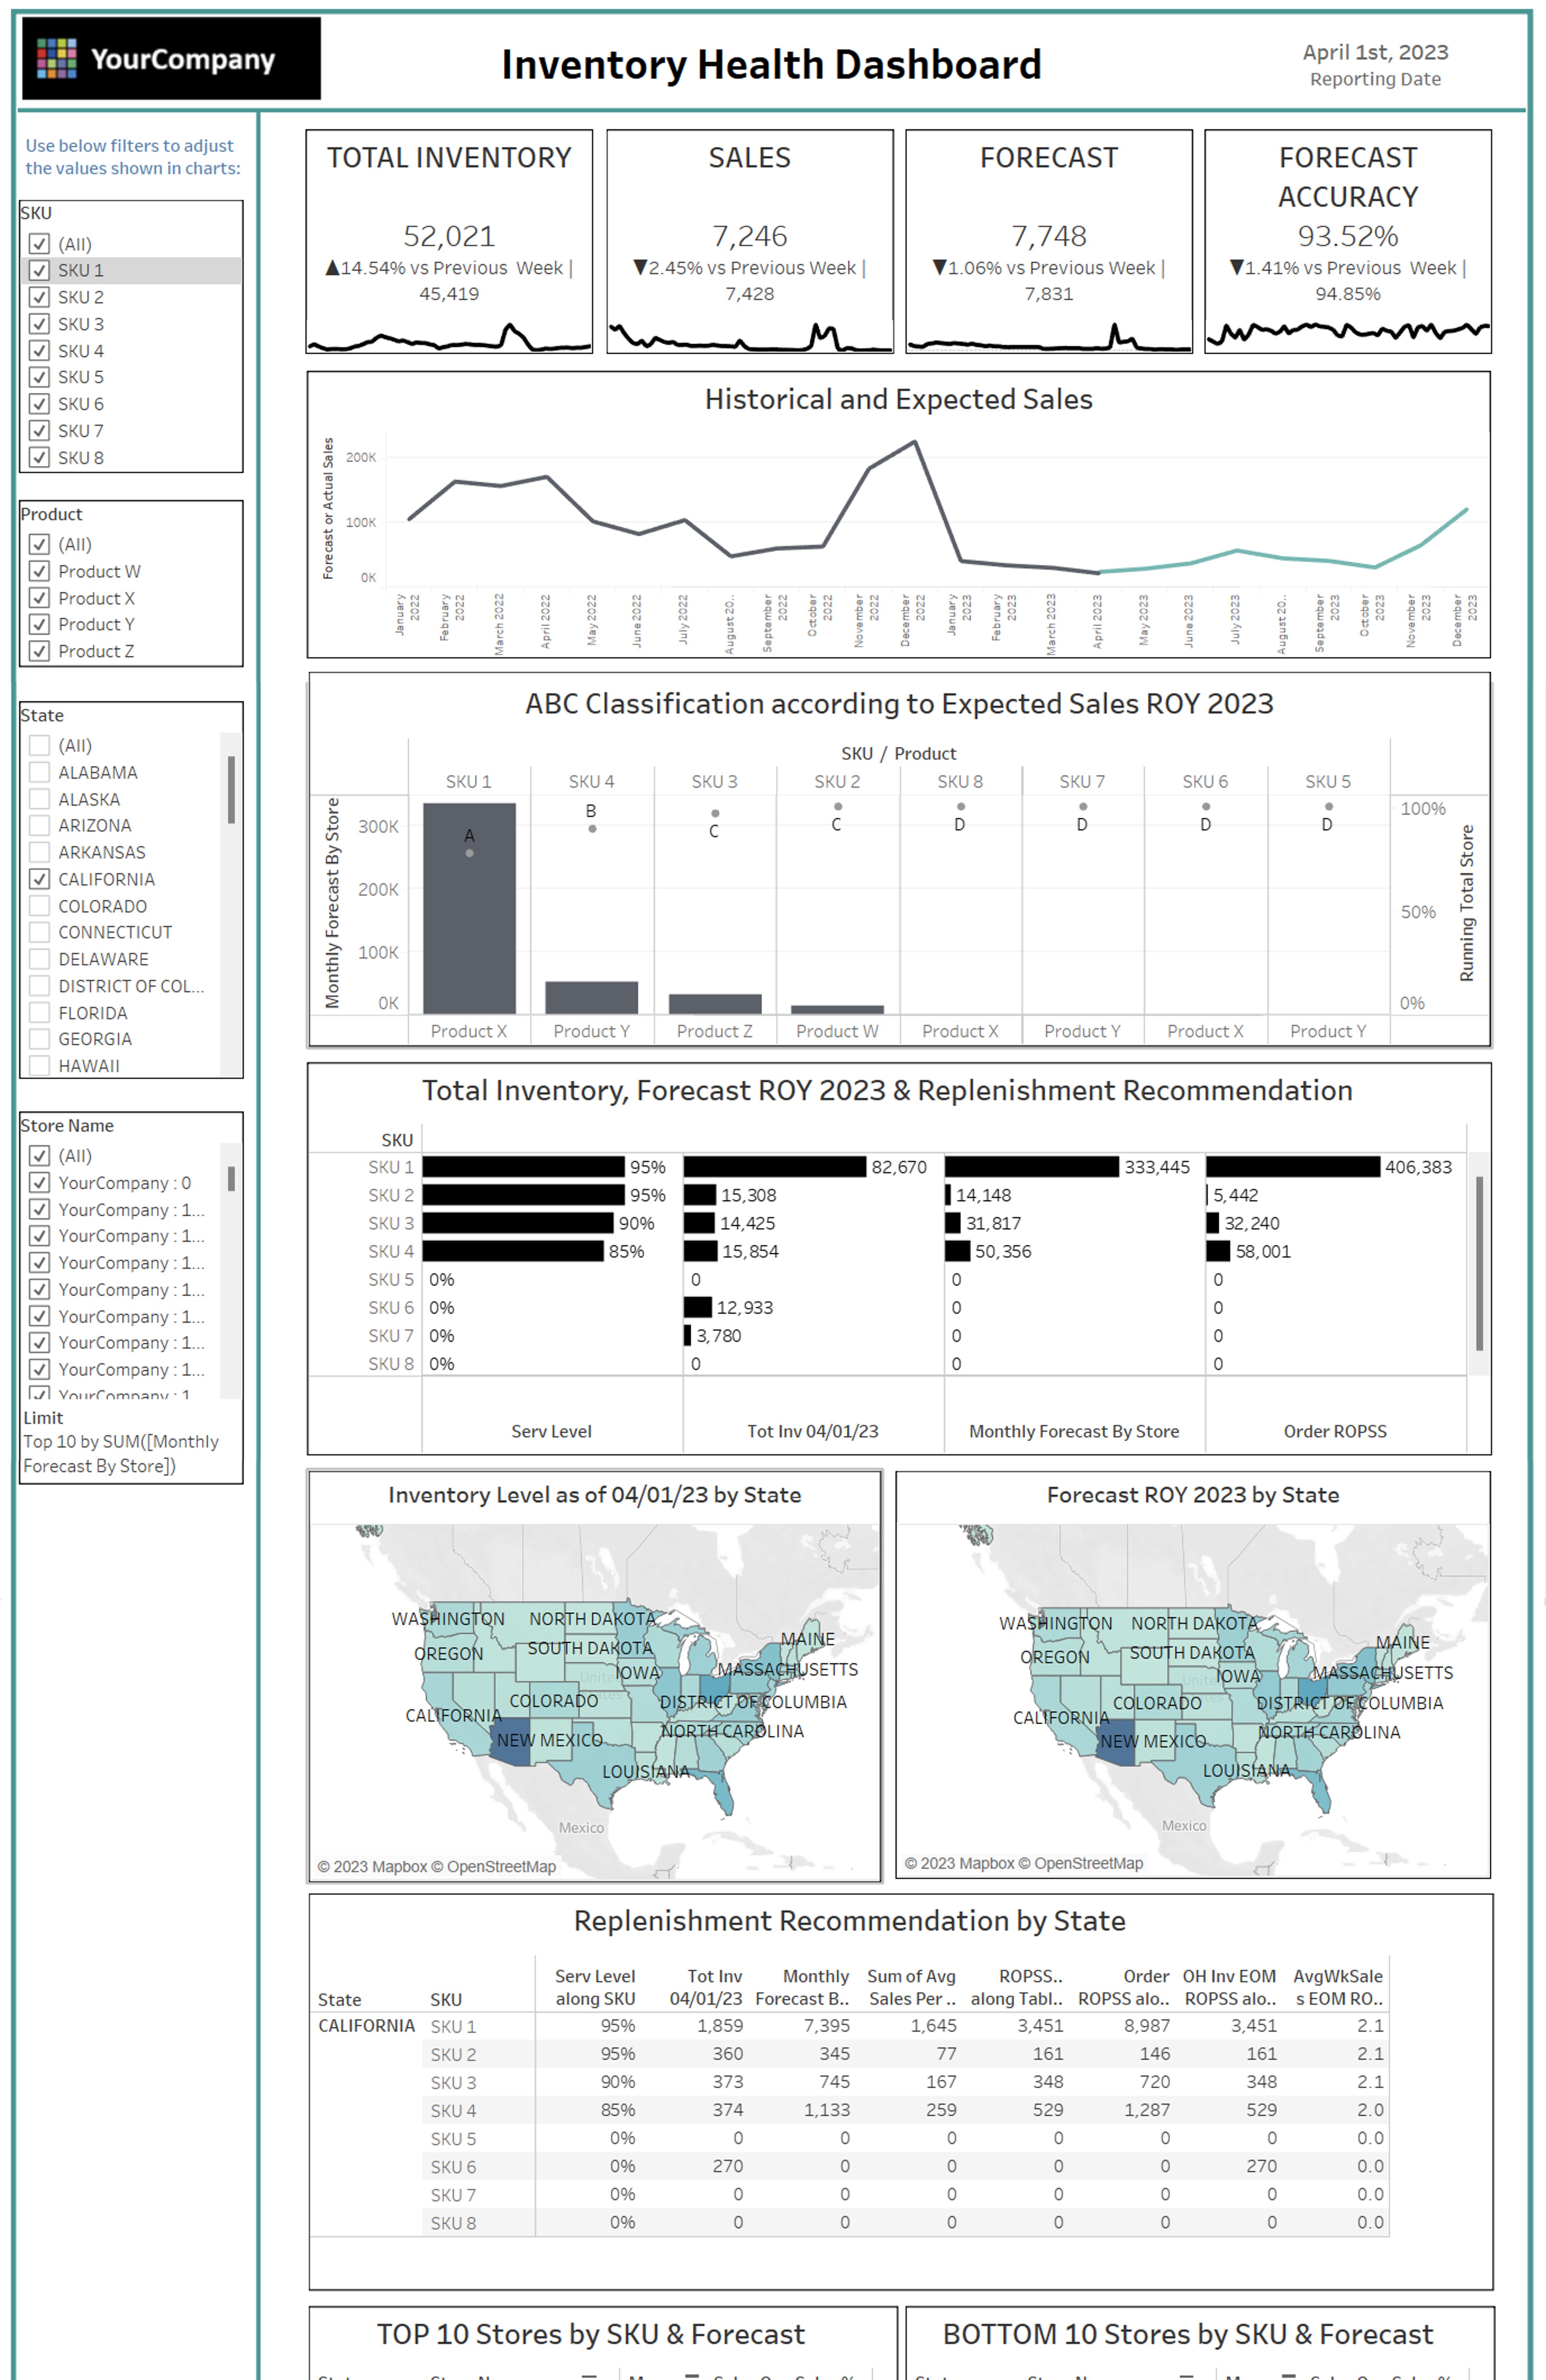 YourCompany
Inventory Health Dashboard
April 1st, 2023
Reporting Date
Use below filters to adjust
the values shown in charts:
SKU
(All)
SKU 1
SKU 2
SKU 3
SKU 4
SKU 5
SKU 6
SKU 7
SKU 8
Product
(All)
Product W
Product X
Product Y
Product Z
State
(All)
ALABAMA
ALASKA
ARIZONA
ARKANSAS
CALIFORNIA
COLORADO
CONNECTICUT
DELAWARE
DISTRICT OF COL...
FLORIDA
GEORGIA
HAWAII
Store Name
(All)
YourCompany : 0
YourCompany : 1...
YourCompany : 1...
YourCompany : 1...
YourCompany : 1...
YourCompany : 1...
YourCompany : 1...
YourCompany : 1...
YourCompany : 1
Limit
Top 10 by SUM([Monthly
Forecast By Store])
TOTAL INVENTORY
52,021
▲14.54% vs Previous Week |
45,419
SALES
7,246
▼2.45% vs Previous Week |
7,428
FORECAST
7,748
▼1.06% vs Previous Week |
7,831
FORECAST
ACCURACY
93.52%
▼1.41% vs Previous Week |
94.85%
Historical and Expected Sales
Forecast or Actual Sales
200K
100K
0K
January 2022
February 2022
March 2022
April 2022
May 2022
June 2022
July 2022
August 20..
September 2022
October 2022
November 2022
December 2022
January 2023
February 2023
March 2023
April 2023
May 2023
June 2023
July 2023
August 20..
September 2023
October 2023
November 2023
December 2023
ABC Classification according to Expected Sales ROY 2023
SKU / Product
SKU 1 SKU 4 SKU 3 SKU 2 SKU 8 SKU 7 SKU 6 SKU 5
Monthly Forecast By Store
300K
200K
100K
0K
A B C C D D D D
100%
50%
0%
Running Total Store
Product X Product Y Product Z Product W Product X Product Y Product X Product Y
Total Inventory, Forecast ROY 2023 & Replenishment Recommendation
SKU
SKU 1 95% 82,670 333,445 406,383
SKU 2 95% 15,308 14,148 5,442
SKU 3 90% 14,425 31,817 32,240
SKU 4 85% 15,854 50,356 58,001
SKU 5 0% 0 0 0
SKU 6 0% 12,933 0 0
SKU 7 0% 3,780 0 0
SKU 8 0% 0 0 0
Serv Level Tot Inv 04/01/23 Monthly Forecast By Store Order ROPSS
Inventory Level as of 04/01/23 by State
WASHINGTON NORTH DAKOTA
MAINE
OREGON SOUTH DAKOTA
IOWA MASSACHUSETTS
United
COLORADO DISTRICT OF COLUMBIA
CALIFORNIA
NORTH CAROLINA
NEW MEXICO
LOUISIANA
Mexico
© 2023 Mapbox © OpenStreetMap
Forecast ROY 2023 by State
WASHINGTON NORTH DAKOTA
MAINE
OREGON SOUTH DAKOTA
IOWA MASSACHUSETTS
United
COLORADO DISTRICT OF COLUMBIA
CALIFORNIA
NORTH CAROLINA
NEW MEXICO
LOUISIANA
Mexico
© 2023 Mapbox © OpenStreetMap
Replenishment Recommendation by State
Serv Level Tot Inv Monthly Sum of Avg ROPSS.. Order OH Inv EOM AvgWkSale
State SKU along SKU 04/01/23 Forecast B.. Sales Per .. along Tabl.. ROPSS alo.. ROPSS alo.. s EOM RO..
CALIFORNIA SKU 1 95% 1,859 7,395 1,645 3,451 8,987 3,451 2.1
SKU 2 95% 360 345 77 161 146 161 2.1
SKU 3 90% 373 745 167 348 720 348 2.1
SKU 4 85% 374 1,133 259 529 1,287 529 2.0
SKU 5 0% 0 0 0 0 0 0 0.0
SKU 6 0% 270 0 0 0 0 270 0.0
SKU 7 0% 0 0 0 0 0 0 0.0
SKU 8 0% 0 0 0 0 0 0 0.0
TOP 10 Stores by SKU & Forecast
BOTTOM 10 Stores by SKU & Forecast